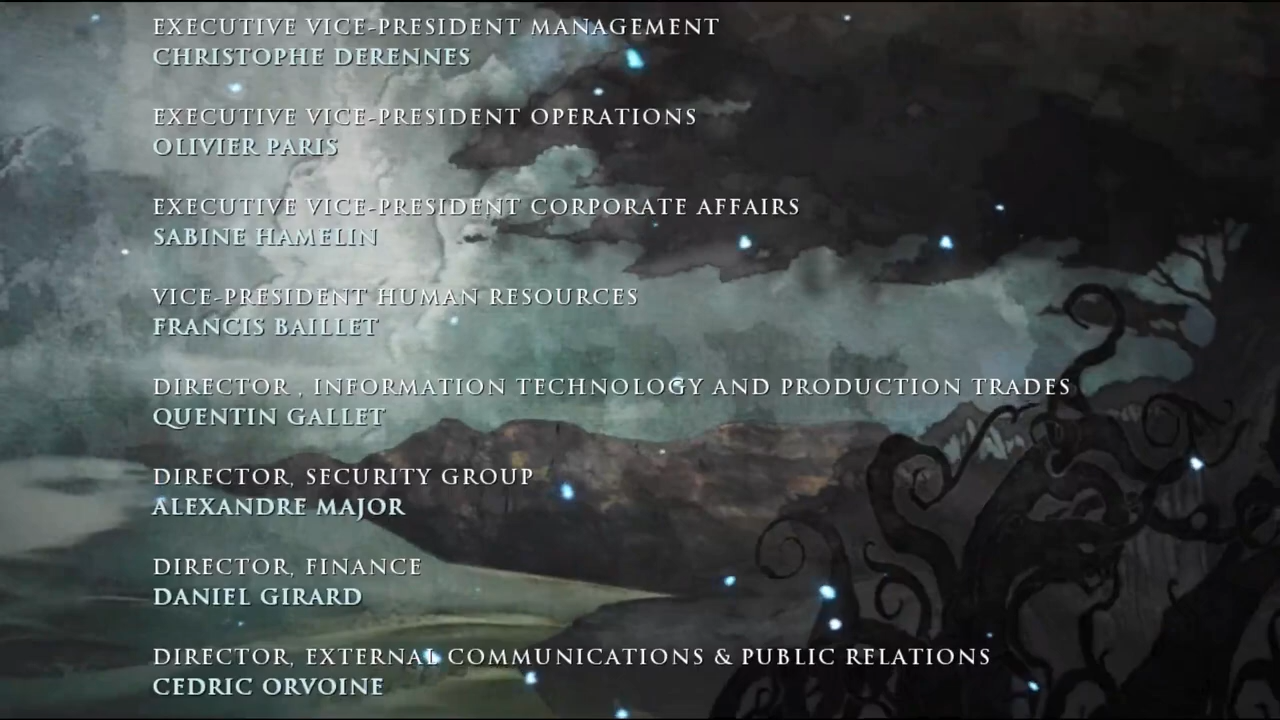 EXECUTIVE VICE-PRESIDENT MANAGEMENT
CHRISTOPHE DERENNES
EXECUTIVE VICE-PRESIDENT OPERATIONS
OLIVIER PARIS
EXECUTIVE VICE-PRESIDENT CORPORATE AFFAIRS
SABINE HAMELIN
VICE-PRESIDENT HUMAN RESOURCES
FRANCIS BAILLET
DIRECTOR , INFORMATION TECHNOLOGY AND PRODUCTION TRADES
QUENTIN GALLET
DIRECTOR, SECURITY GROUP
ALEXANDRE MAJOR
DIRECTOR, FINANCE
DANIEL GIRARD
DIRECTOR, EXTERNAL COMMUNICATIONS & PUBLIC RELATIONS
CEDRIC ORVOINE